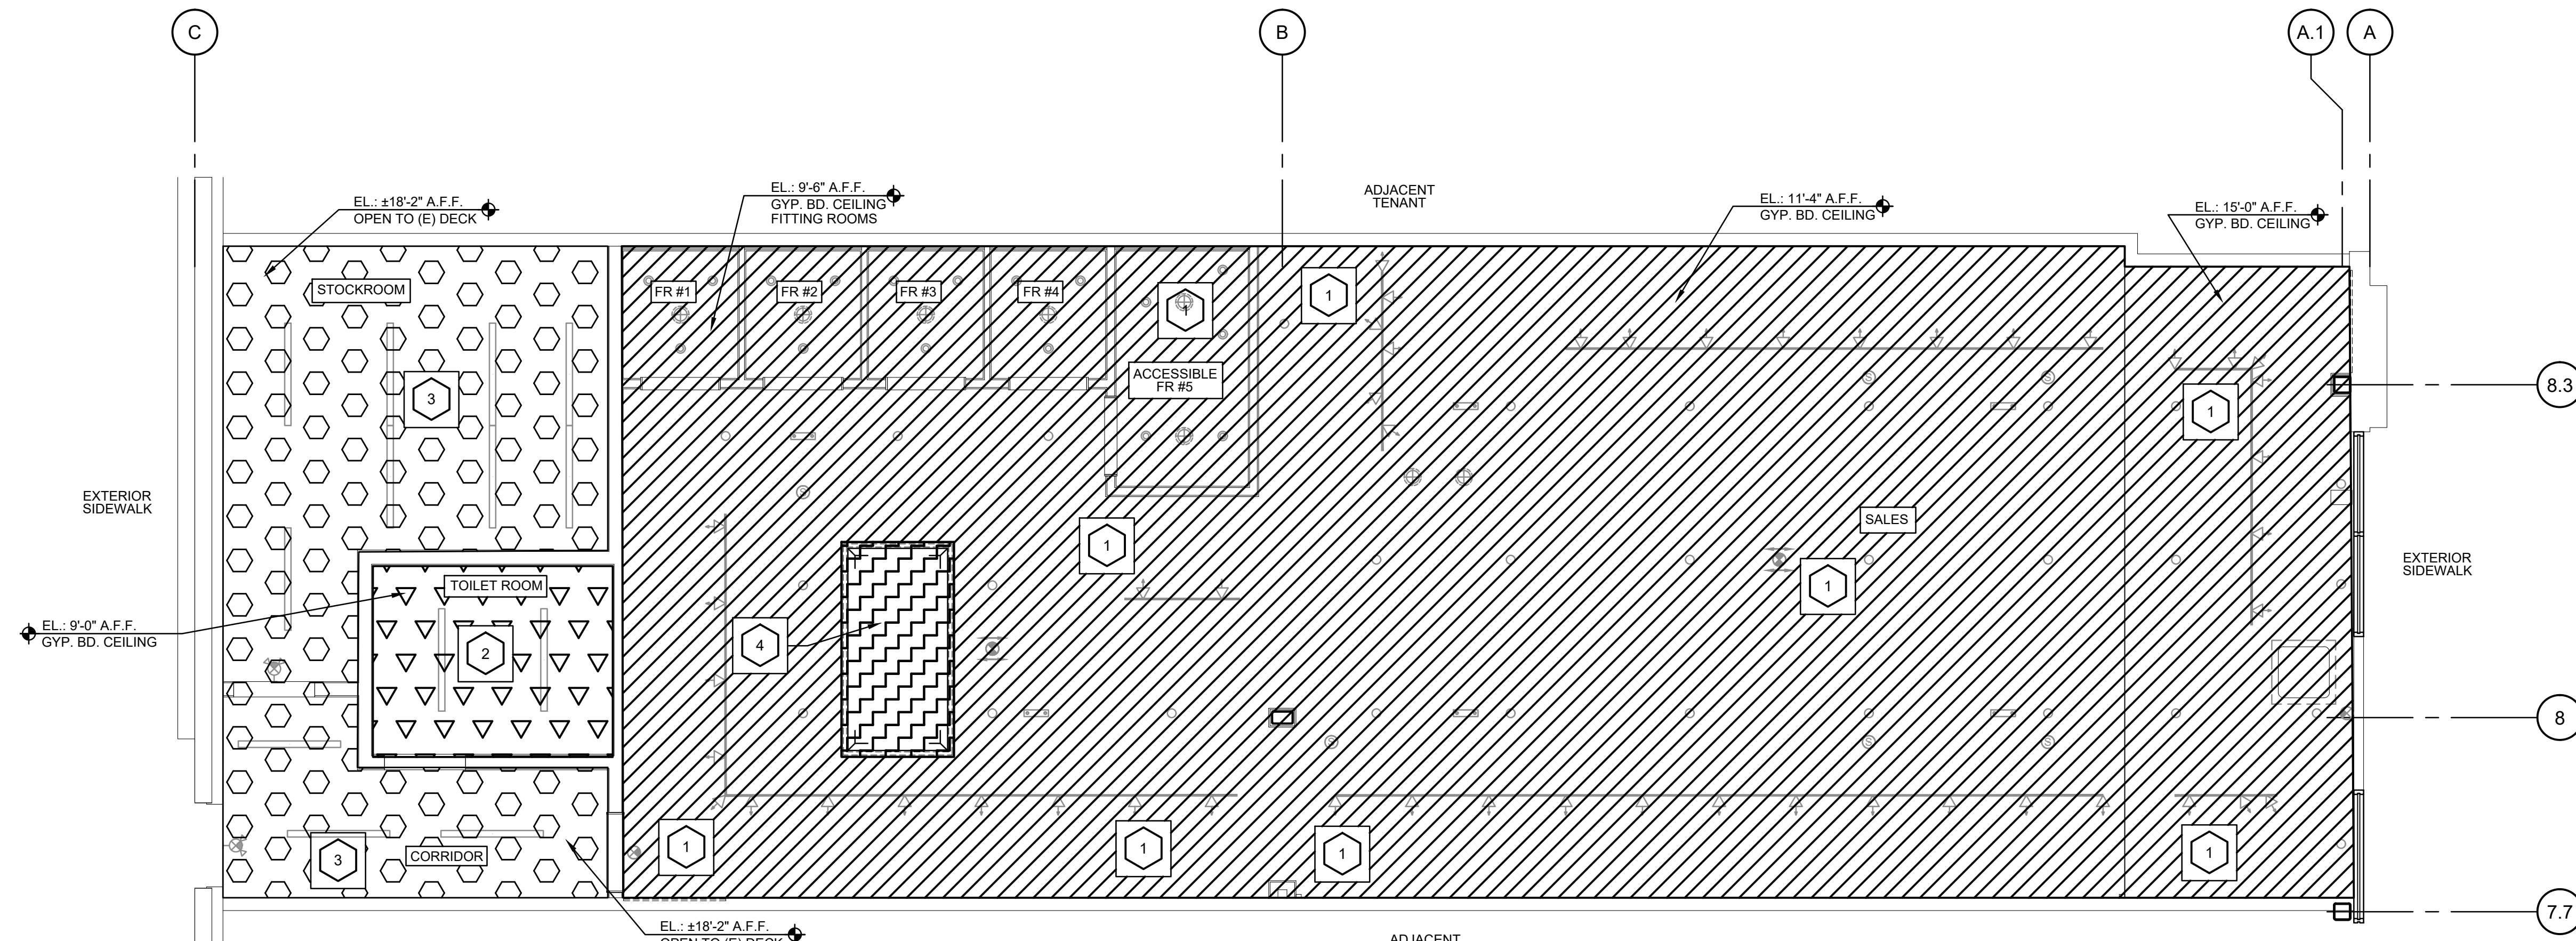 C
B
A.1
A
EL.: ±18'-2" A.F.F.
OPEN TO (E) DECK
EL.: 9'-6" A.F.F.
GYP. BD. CEILING
FITTING ROOMS
ADJACENT
TENANT
EL.: 11'-4" A.F.F.
GYP. BD. CEILING
EL.: 15'-0" A.F.F.
GYP. BD. CEILING
STOCKROOM
FR #1
FR #2
FR #3
FR #4
1
1
ACCESSIBLE
FR #5
8.3
3
1
EXTERIOR
SIDEWALK
S
S
S
SALES
1
EXTERIOR
SIDEWALK
TOILET ROOM
1
EL.: 9'-0" A.F.F.
GYP. BD. CEILING
2
4
8
S
S
S
1
1
1
1
3
CORRIDOR
7.7
EL.: ±18'-2" A.F.F.
OPEN TO (E) DECK
ADJACENT